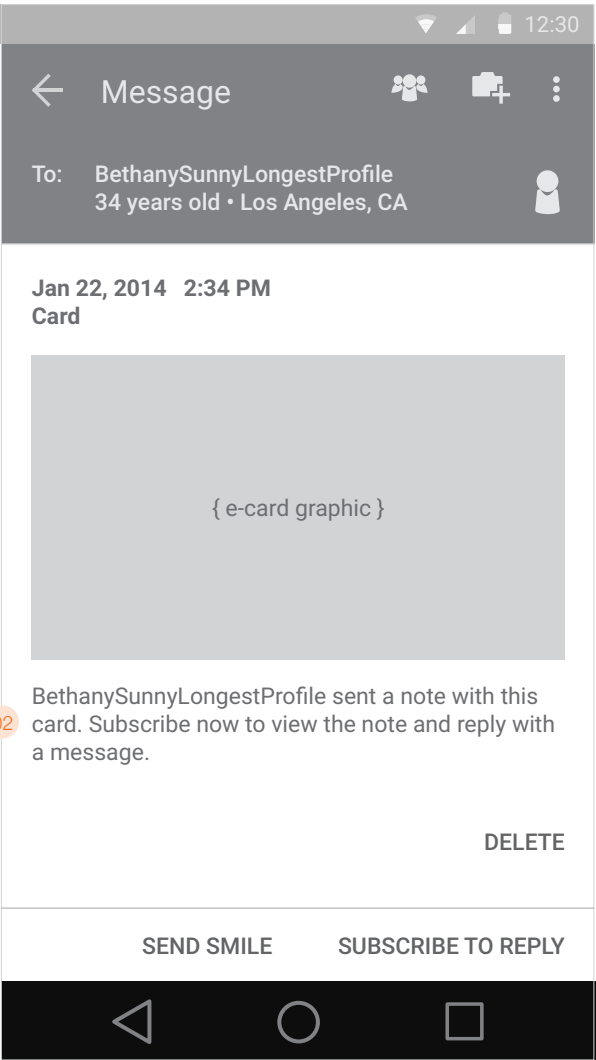 12:30
Message
To: BethanySunnyLongestProfile
34 years old • Los Angeles, CA
Jan 22, 2014 2:34 PM
Card
{ e-card graphic }
BethanySunnyLongestProfile sent a note with this
card. Subscribe now to view the note and reply with
a message.
DELETE
SEND SMILE SUBSCRIBE TO REPLY